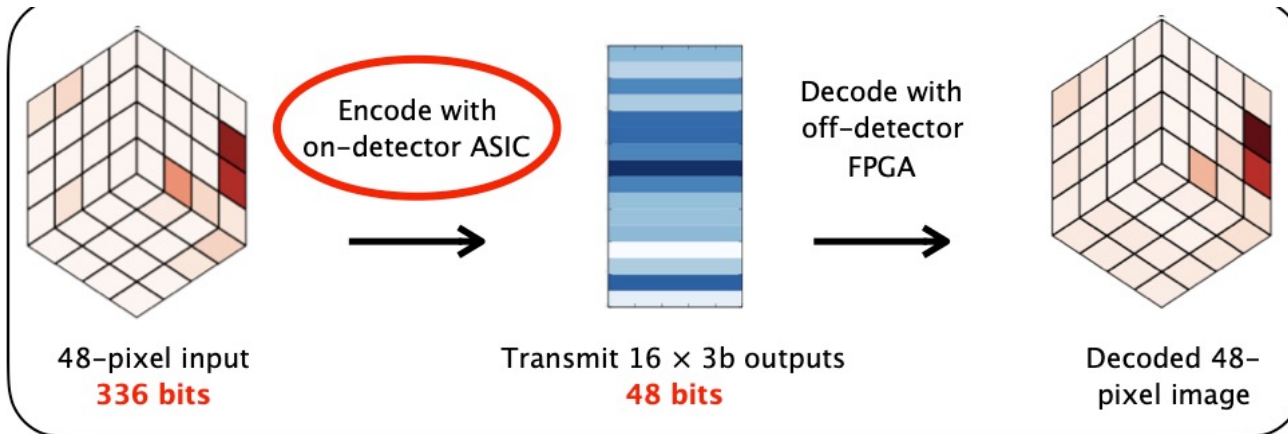 Encode with
on-detector ASIC
Decode with
off-detector
FPGA
48-pixel input
336 bits
Transmit 16 × 3b outputs
48 bits
Decoded 48-
pixel image